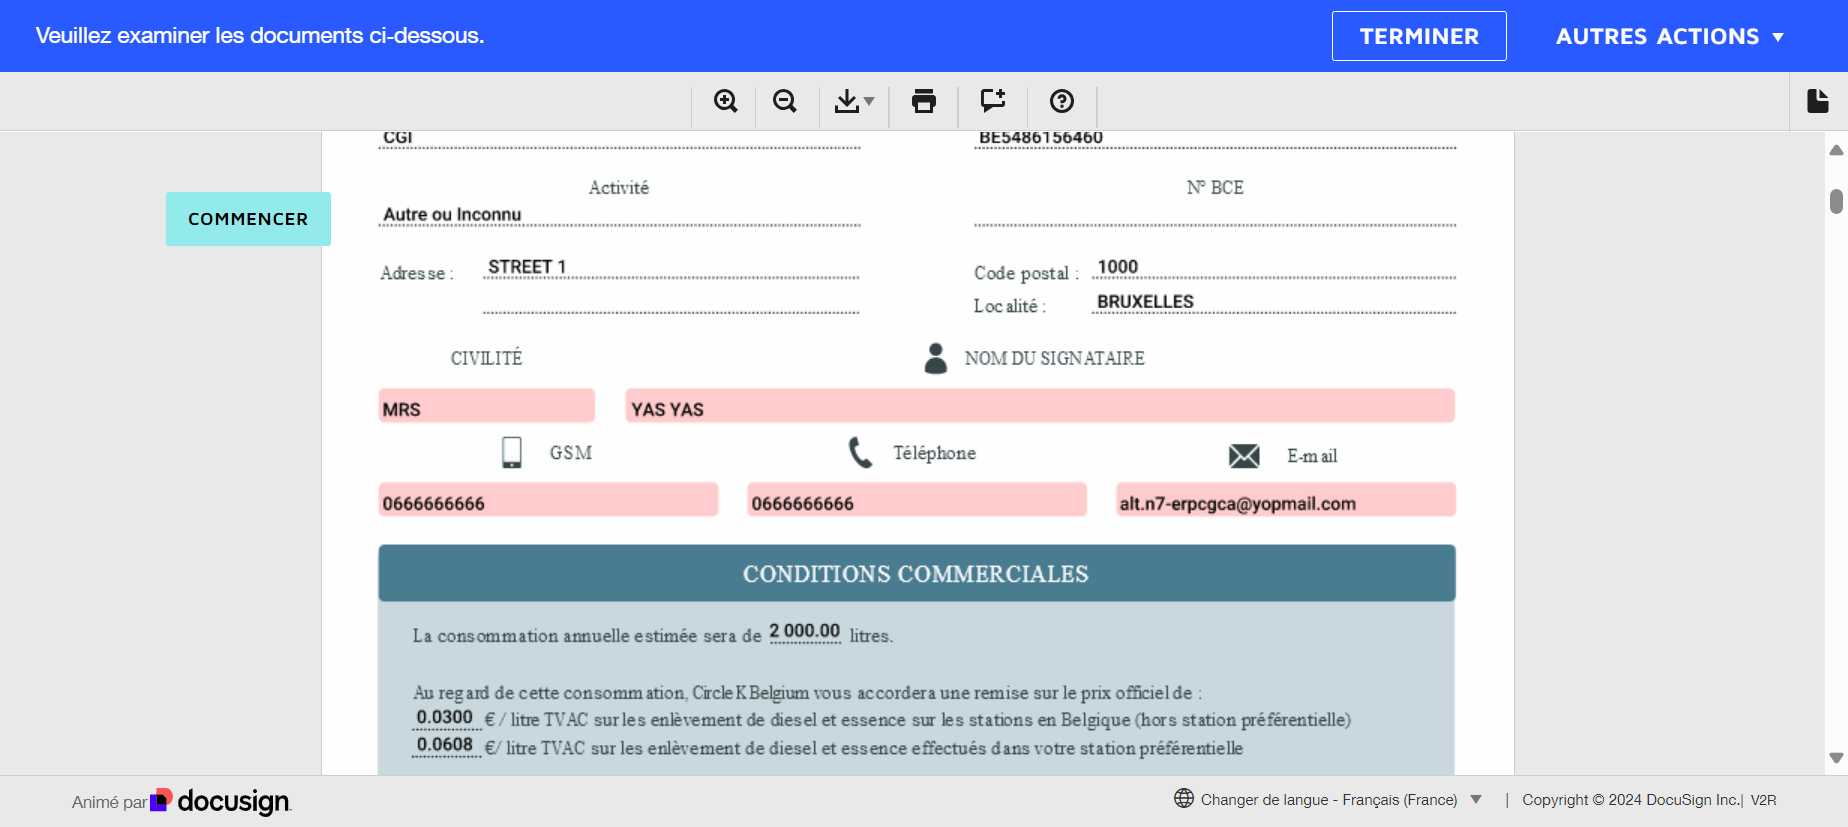 Veuillez examiner les documents ci-dessous.
TERMINER
AUTRES ACTIONS
CGI
BE5486156460
COMMENCER
Activité
N° BCE
Autre ou Inconnu
Adresse :
STREET 1
Code postal :
1000
Localité :
BRUXELLES
CIVILITÉ
NOM DU SIGNATAIRE
MRS
YAS YAS
GSM
Téléphone
E-mail
0666666666
0666666666
alt.n7-erpcgca@yopmail.com
CONDITIONS COMMERCIALES
La consommation annuelle estimée sera de 2 000.00 litres.
Au regard de cette consommation, Circle K Belgium vous accordera une remise sur le prix officiel de :
0.0300 € / litre TVAC sur les enlèvement de diesel et essence sur les stations en Belgique (hors station préférentielle)
0.0608 €/ litre TVAC sur les enlèvement de diesel et essence effectués dans votre station préférentielle
Animé par docusign
Changer de langue - Français (France)
| Copyright © 2024 DocuSign Inc.| V2R